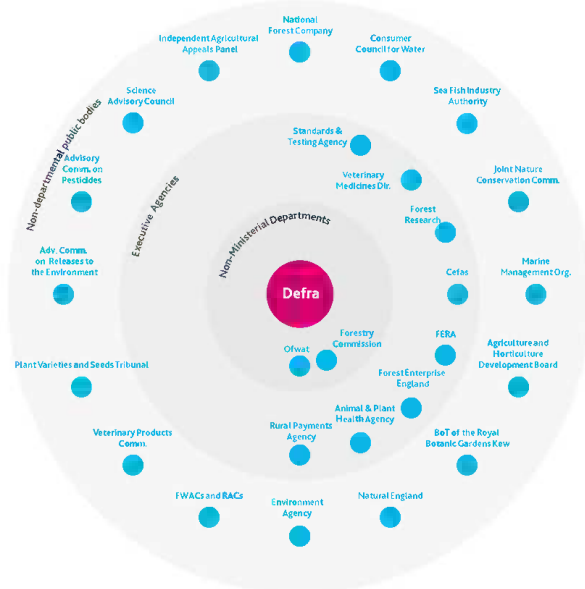 National
Forest Company
Independent Agricultural
Appeals Panel
Consumer
Council for Water
Science
Advisory Council
Sea Fish Industry
Authority
Non-departmental public bodies
Standards &
Testing Agency
Advisory
Comm. on
Pesticides
Executive Agencies
Veterinary
Medicines Dir.
Joint Nature
Conservation Comm.
Non-Ministerial Departments
Forest
Research
Adv. Comm.
on Releases to
the Environment
Defra
Cefas
Marine
Management Org.
Ofwat
Forestry
Commission
FERA
Agriculture and
Horticulture
Development Board
Plant Varieties and Seeds Tribunal
Forest Enterprise
England
Animal & Plant
Health Agency
Rural Payments
Agency
Veterinary Products
Comm.
BoT of the Royal
Botanic Gardens Kew
FWACs and RACs
Environment
Agency
Natural England